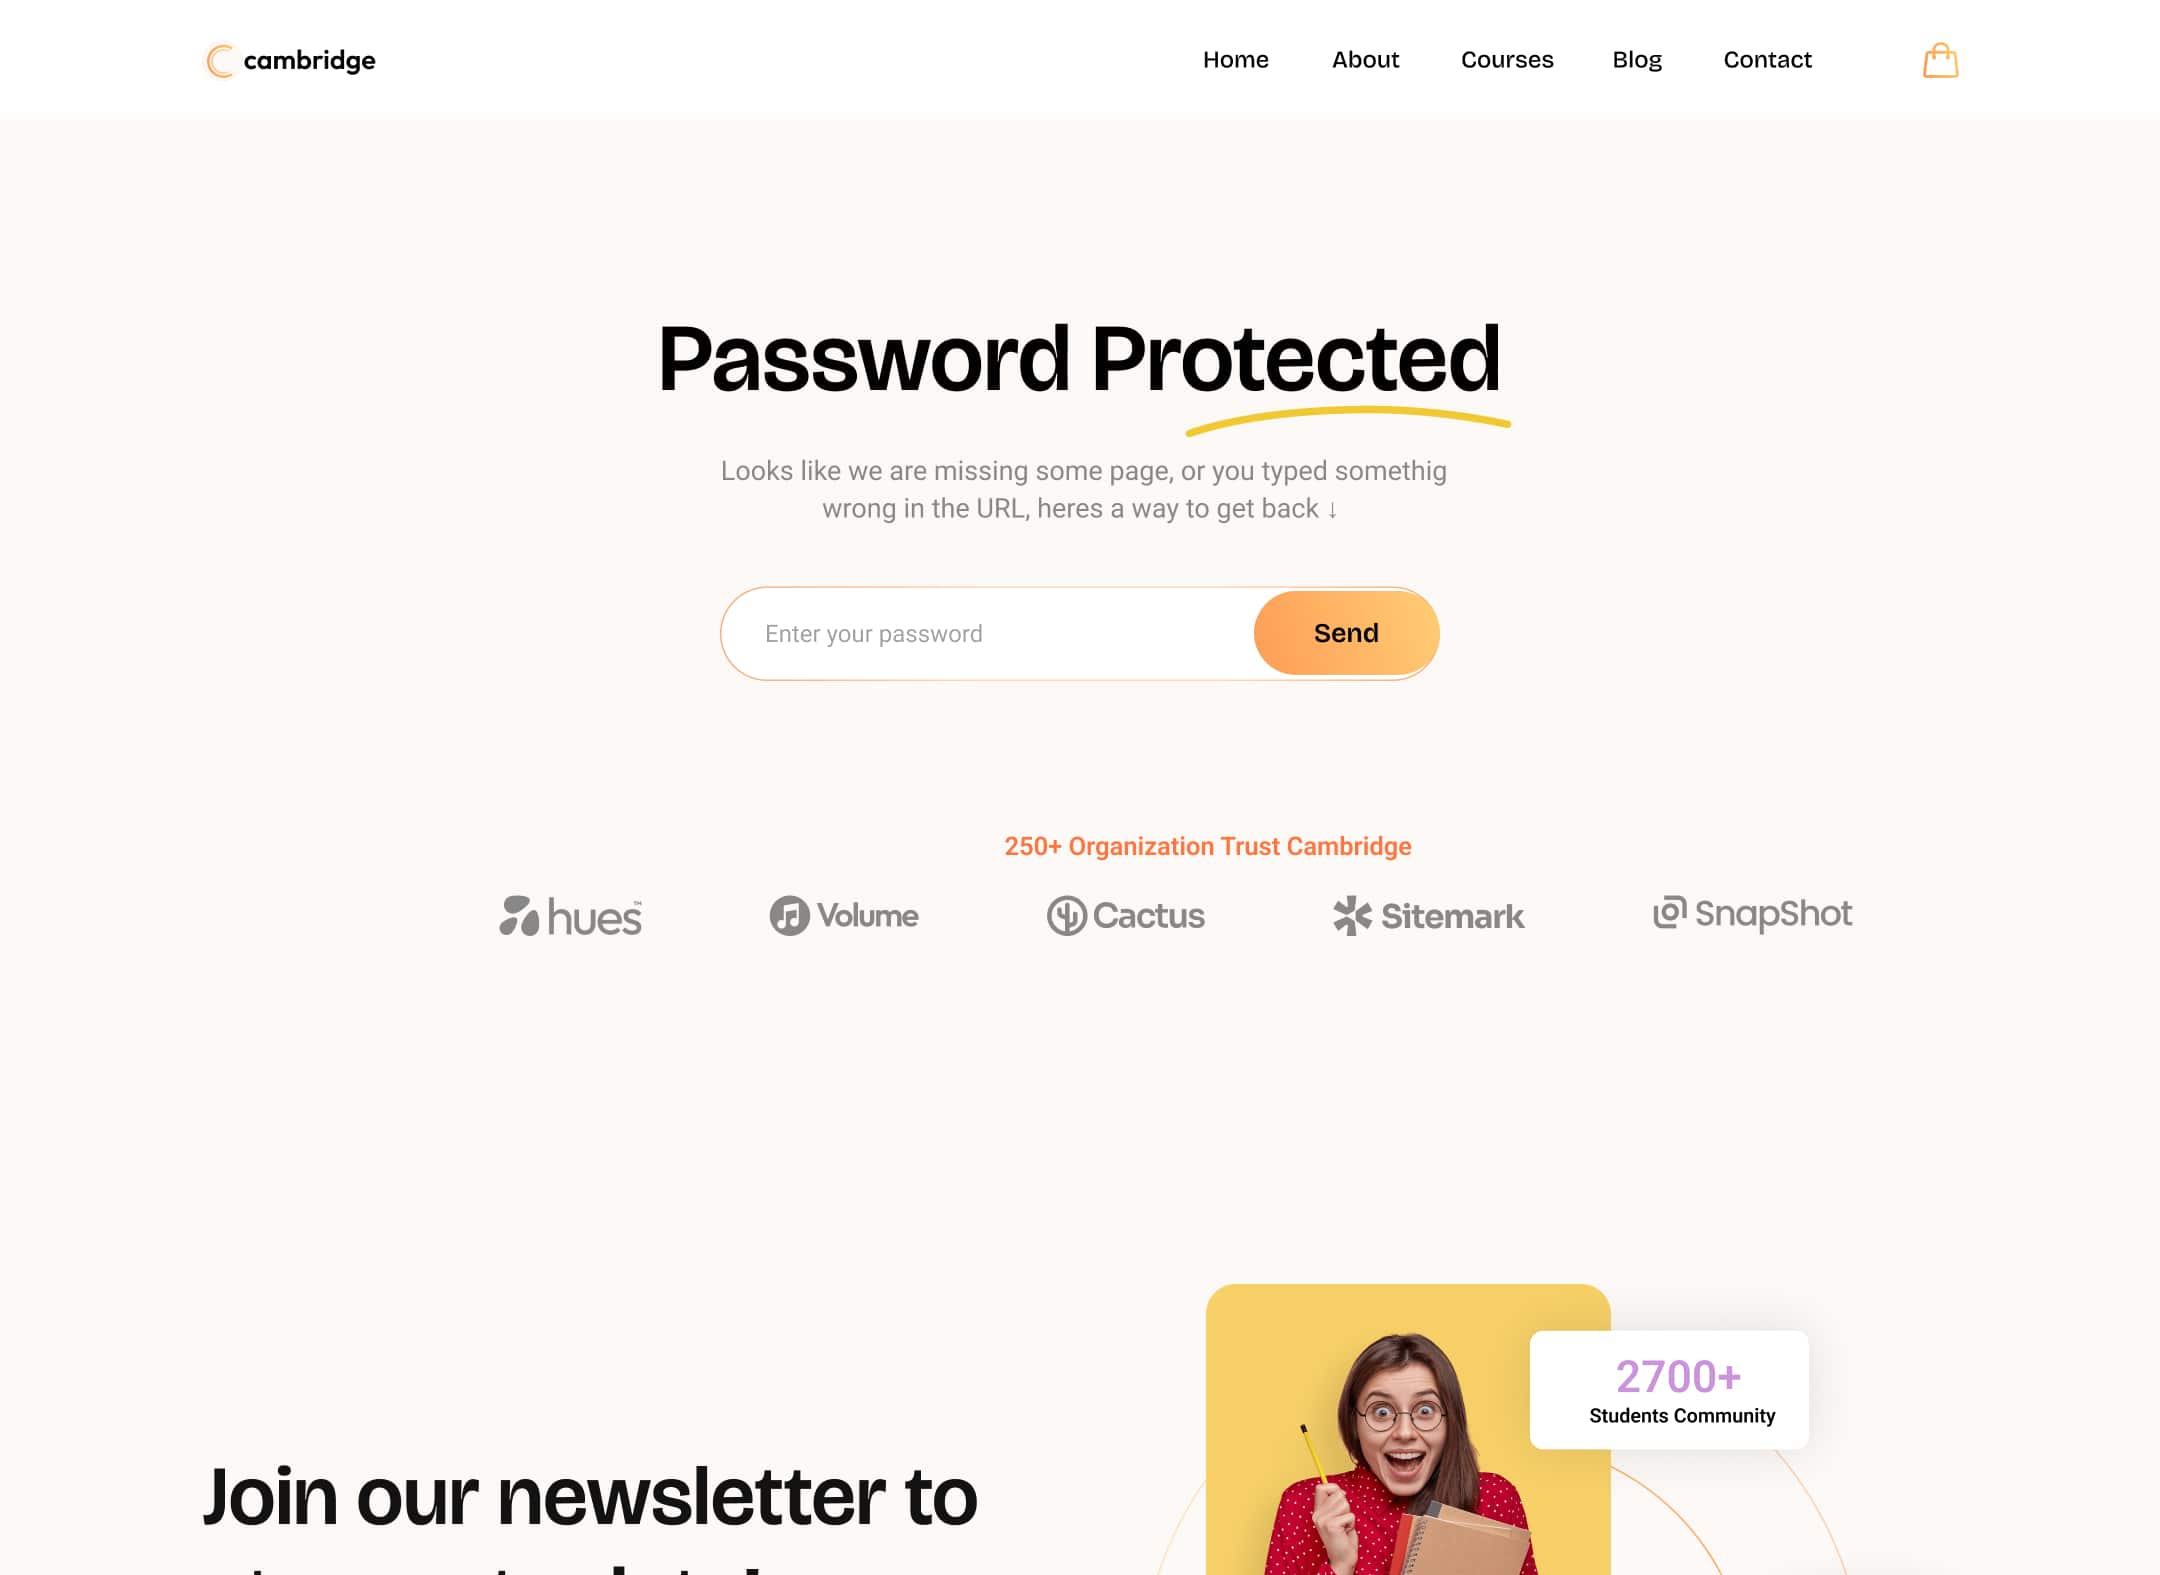 cambridge
Home About Courses Blog Contact
Password Protected
Looks like we are missing some page, or you typed somethig
wrong in the URL, heres a way to get back ↓
Enter your password
Send
250+ Organization Trust Cambridge
hues™ Volume Cactus Sitemark SnapShot
2700+
Students Community
Join our newsletter to